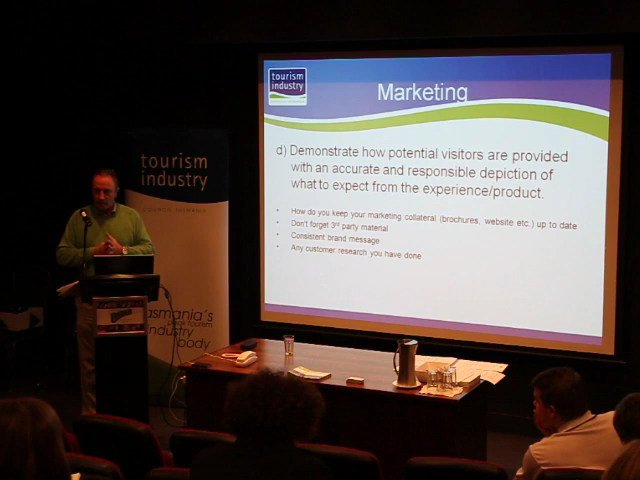 tourism
industry
Marketing
d) Demonstrate how potential visitors are provided
with an accurate and responsible depiction of
what to expect from the experience/product.
• How do you keep your marketing collateral (brochures, website etc.) up to date
• Don't forget 3rd party material
• Consistent brand message
• Any customer research you have done
tourism
industry
asmania's
peak tourism
industry
body